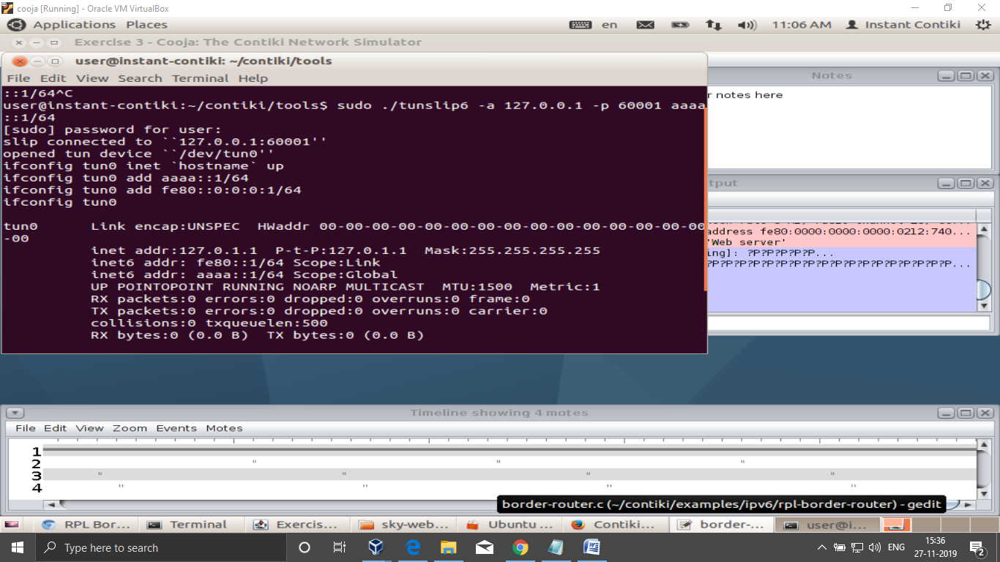 cooja [Running] - Oracle VM VirtualBox
Applications Places en 11:06 AM Instant Contiki
Exercise 3 - Cooja: The Contiki Network Simulator
user@instant-contiki: ~/contiki/tools
File Edit View Search Terminal Help
::1/64^C
user@instant-contiki:~/contiki/tools$ sudo ./tunslip6 -a 127.0.0.1 -p 60001 aaaa
::1/64
[sudo] password for user:
slip connected to ``127.0.0.1:60001''
opened tun device ``/dev/tun0''
ifconfig tun0 inet `hostname` up
ifconfig tun0 add aaaa::1/64
ifconfig tun0 add fe80::0:0:0:1/64
ifconfig tun0
tun0 Link encap:UNSPEC HWaddr 00-00-00-00-00-00-00-00-00-00-00-00-00-00-00
-00
inet addr:127.0.1.1 P-t-P:127.0.1.1 Mask:255.255.255.255
inet6 addr: fe80::1/64 Scope:Link
inet6 addr: aaaa::1/64 Scope:Global
UP POINTOPOINT RUNNING NOARP MULTICAST MTU:1500 Metric:1
RX packets:0 errors:0 dropped:0 overruns:0 frame:0
TX packets:0 errors:0 dropped:0 overruns:0 carrier:0
collisions:0 txqueuelen:500
RX bytes:0 (0.0 B) TX bytes:0 (0.0 B)
Notes
r notes here
tput
address fe80:0000:0000:0000:0212:740...
'Web server'
ing]: ?P?P?P?P?P...
?P?P?P?P?P?P?P?P?P?P?P?P?P?P?P?P?P?P?P?P?P...
Timeline showing 4 motes
File Edit View Zoom Events Motes
1
2
3
4
border-router.c (~/contiki/examples/ipv6/rpl-border-router) - gedit
RPL Bor... Terminal Exercis... sky-web... Ubuntu ... Contiki... border-... user@i...
Type here to search
ENG
15:36
27-11-2019
2